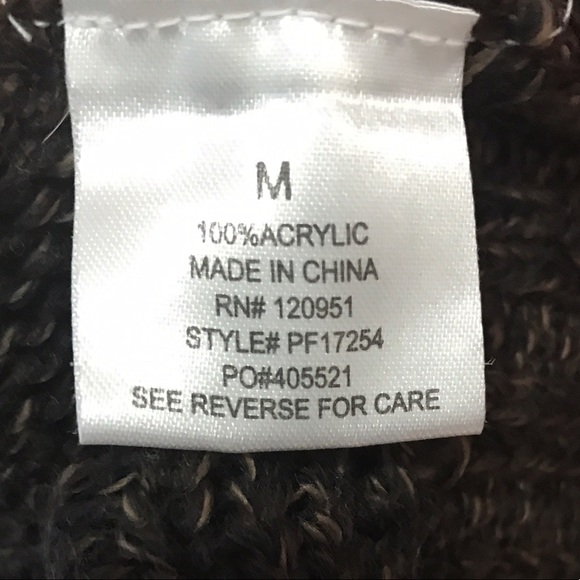 M
100%ACRYLIC
MADE IN CHINA
RN# 120951
STYLE# PF17254
PO#405521
SEE REVERSE FOR CARE